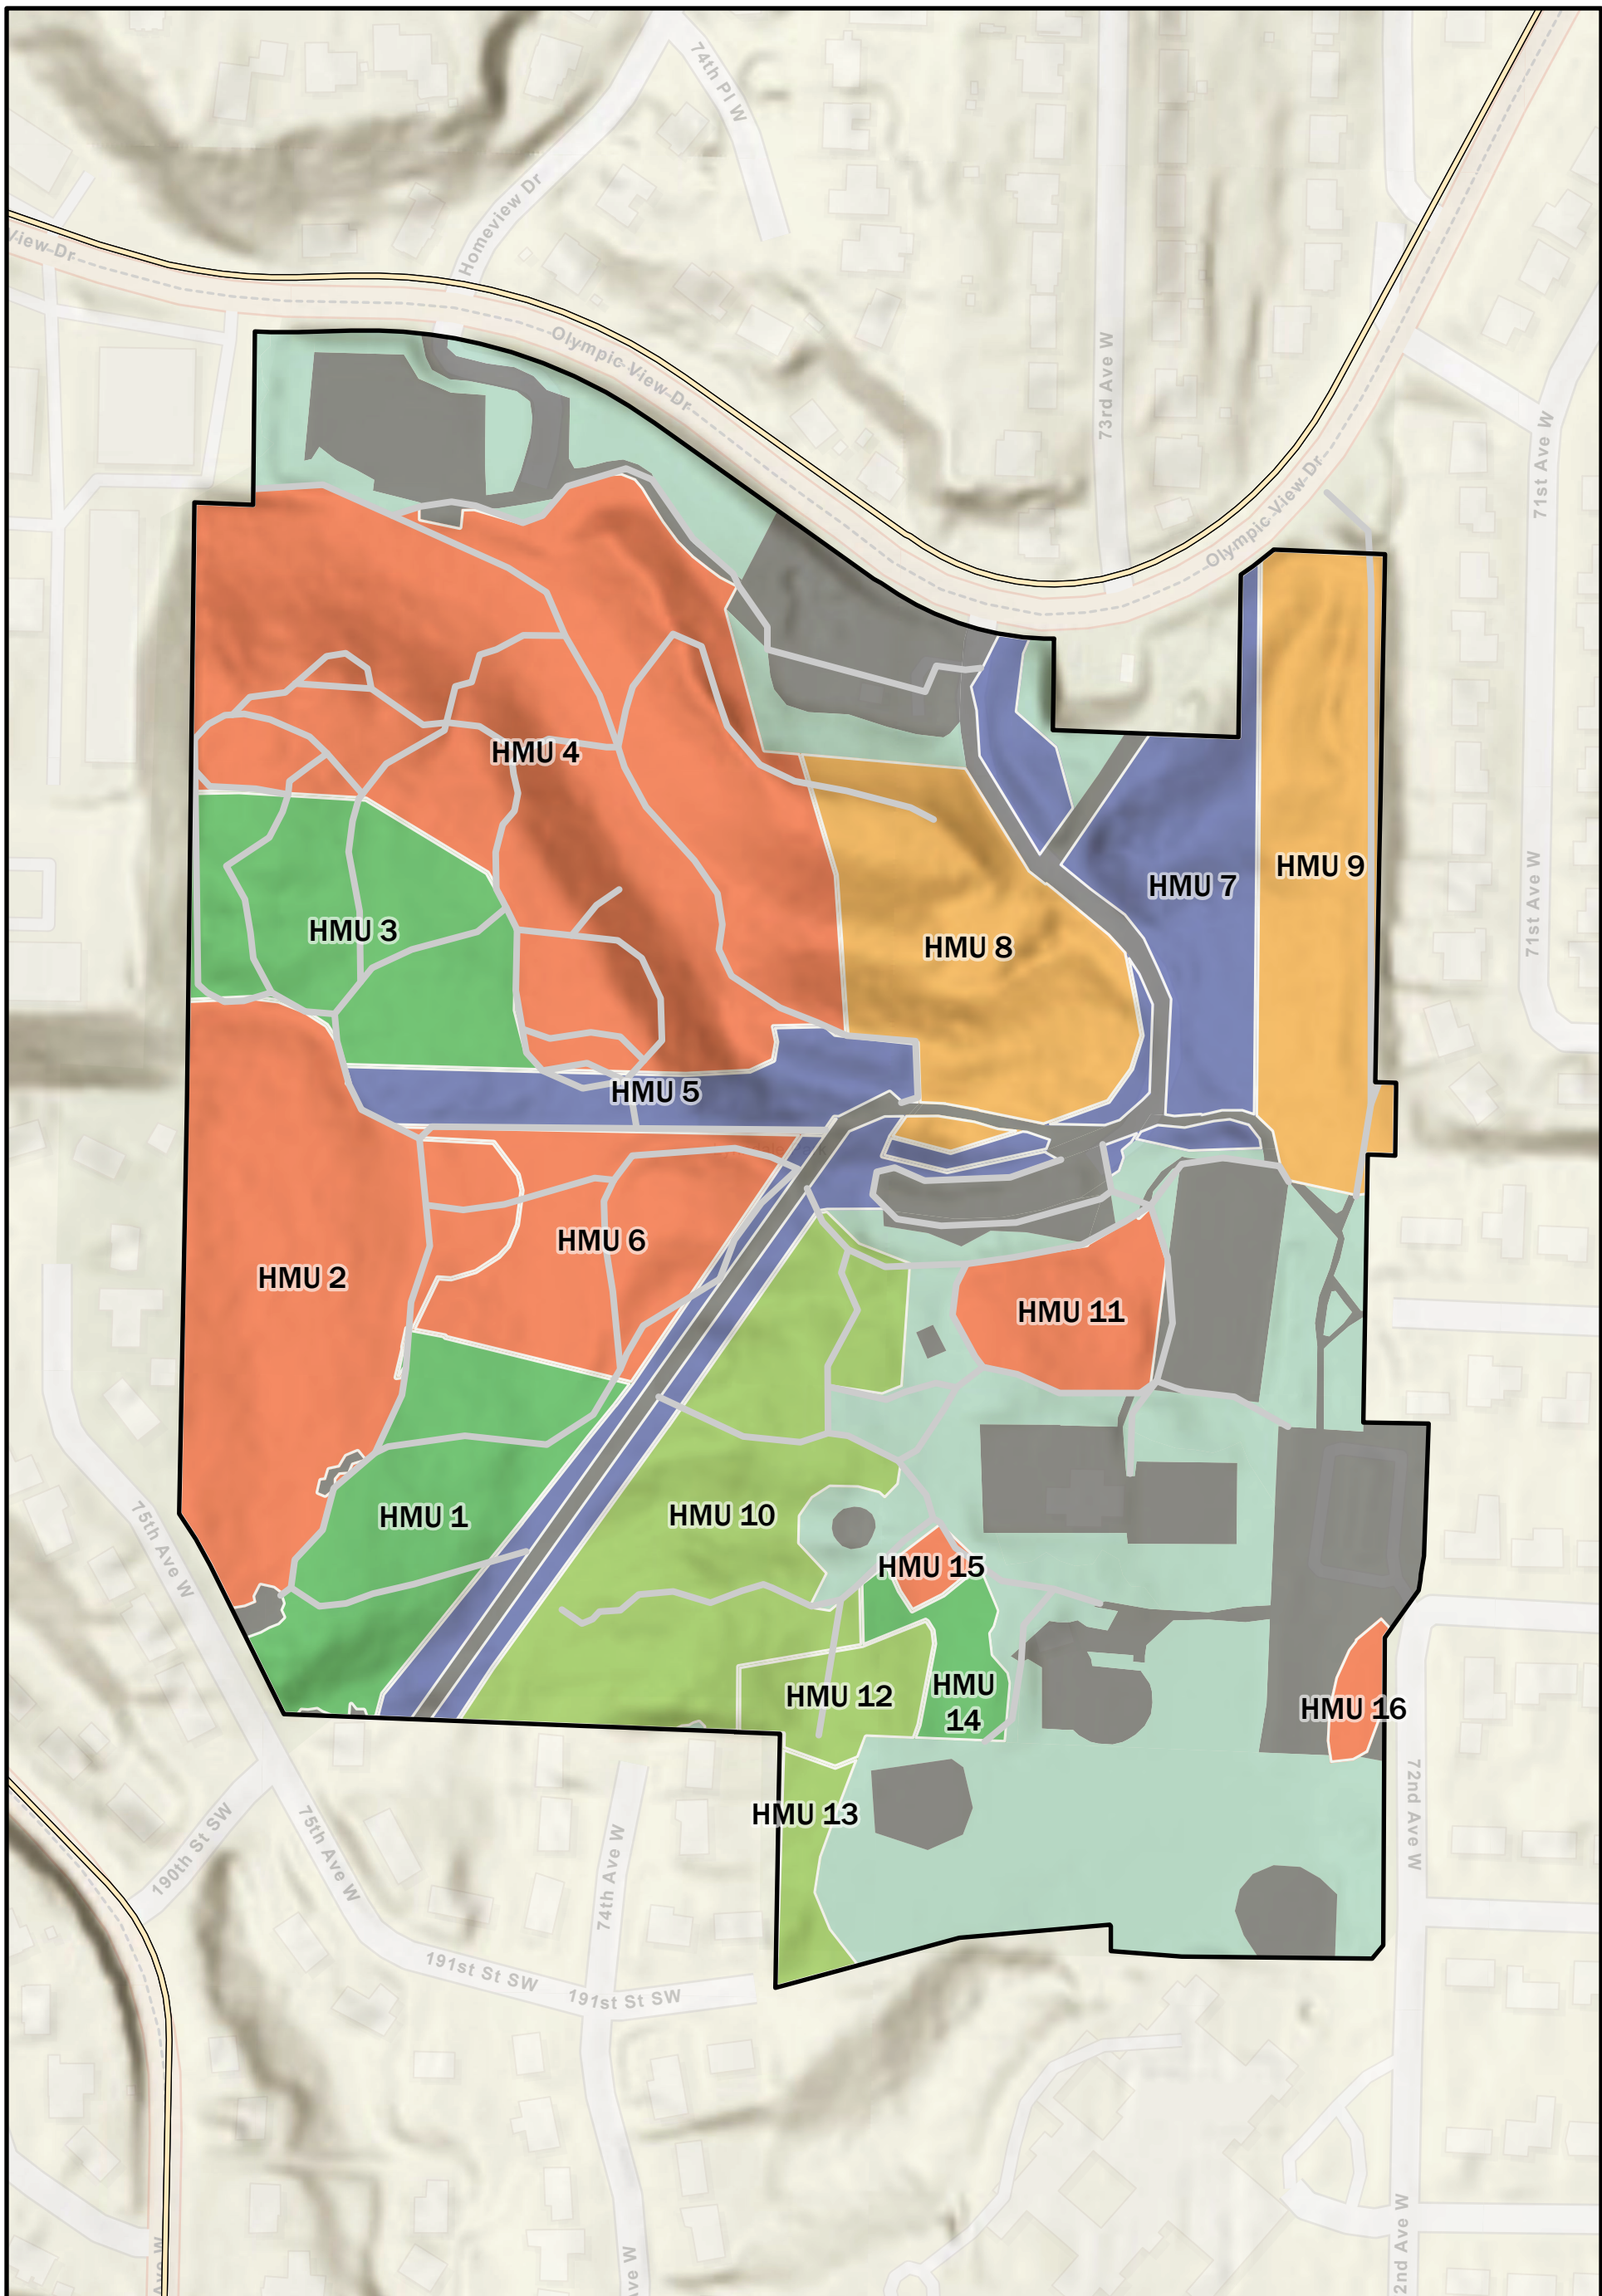 74th Pl W
Homeview Dr
View Dr
Olympic View Dr
73rd Ave W
Olympic View Dr
71st Ave W
HMU 4
HMU 9
HMU 7
HMU 3
HMU 8
71st Ave W
HMU 5
HMU 6
HMU 2
HMU 11
HMU 10
HMU 1
75th Ave W
HMU 15
HMU
14
HMU 12
HMU 16
HMU 13
72nd Ave W
190th St SW
75th Ave W
74th Ave W
191st St SW
191st St SW
2nd Ave W
Ave W
ve W